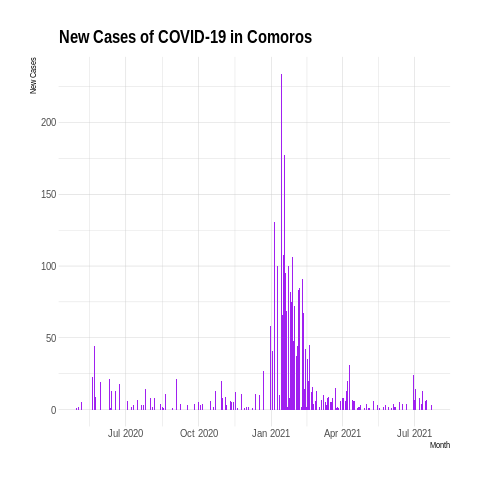 New Cases of COVID-19 in Comoros
New Cases
200
150
100
50
0
Jul 2020 Oct 2020 Jan 2021 Apr 2021 Jul 2021
Month